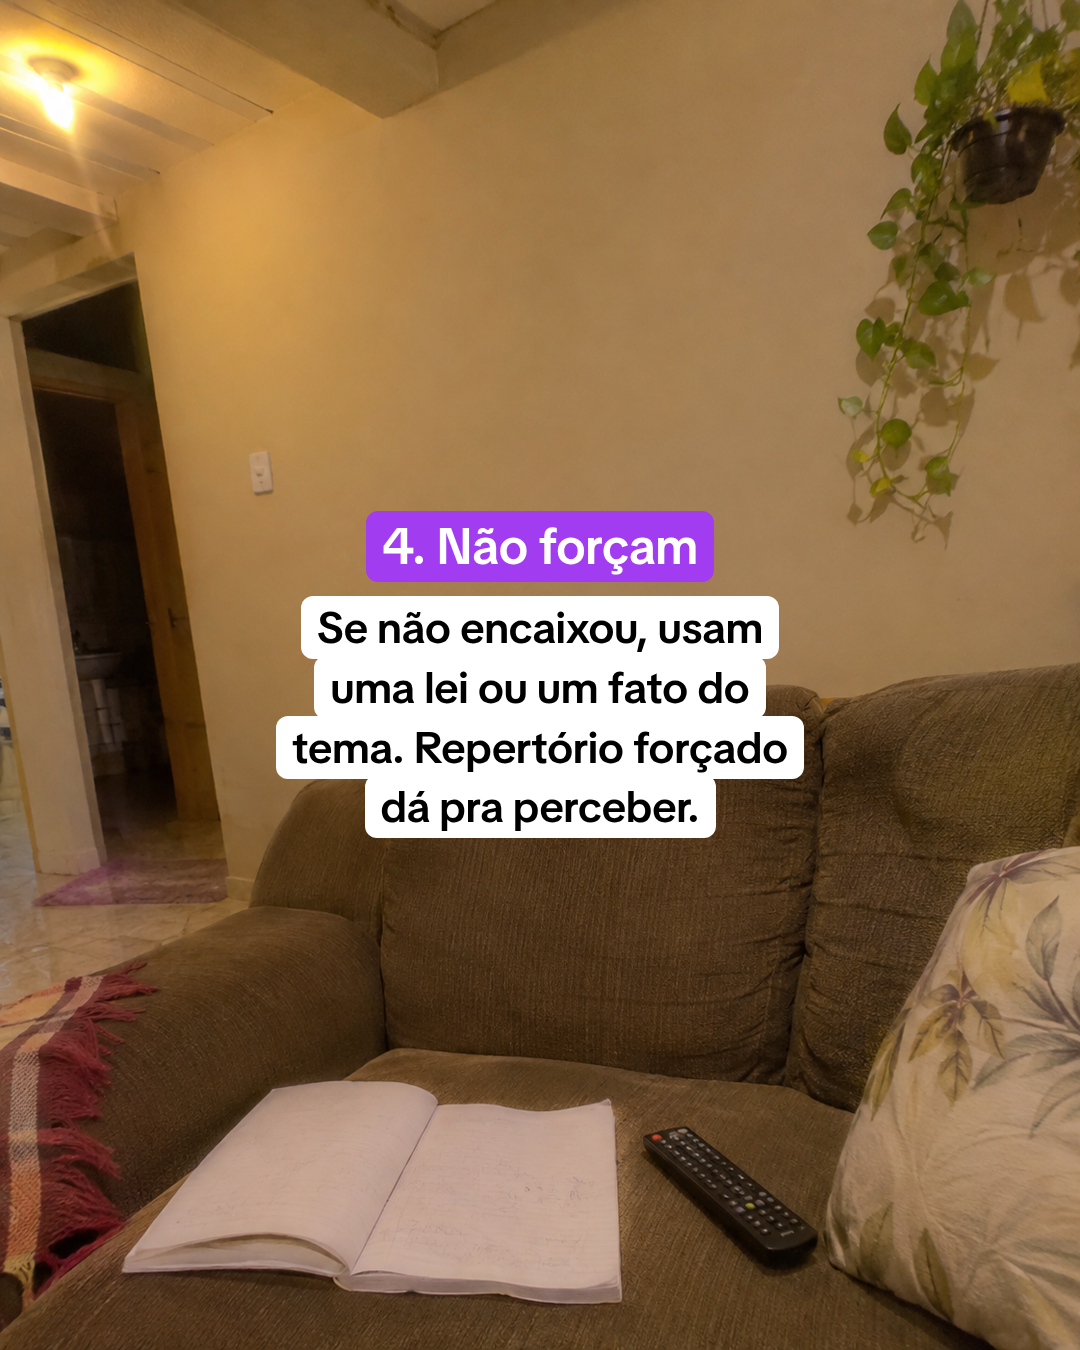 4. Não forçam
Se não encaixou, usam
uma lei ou um fato do
tema. Repertório forçado
dá pra perceber.